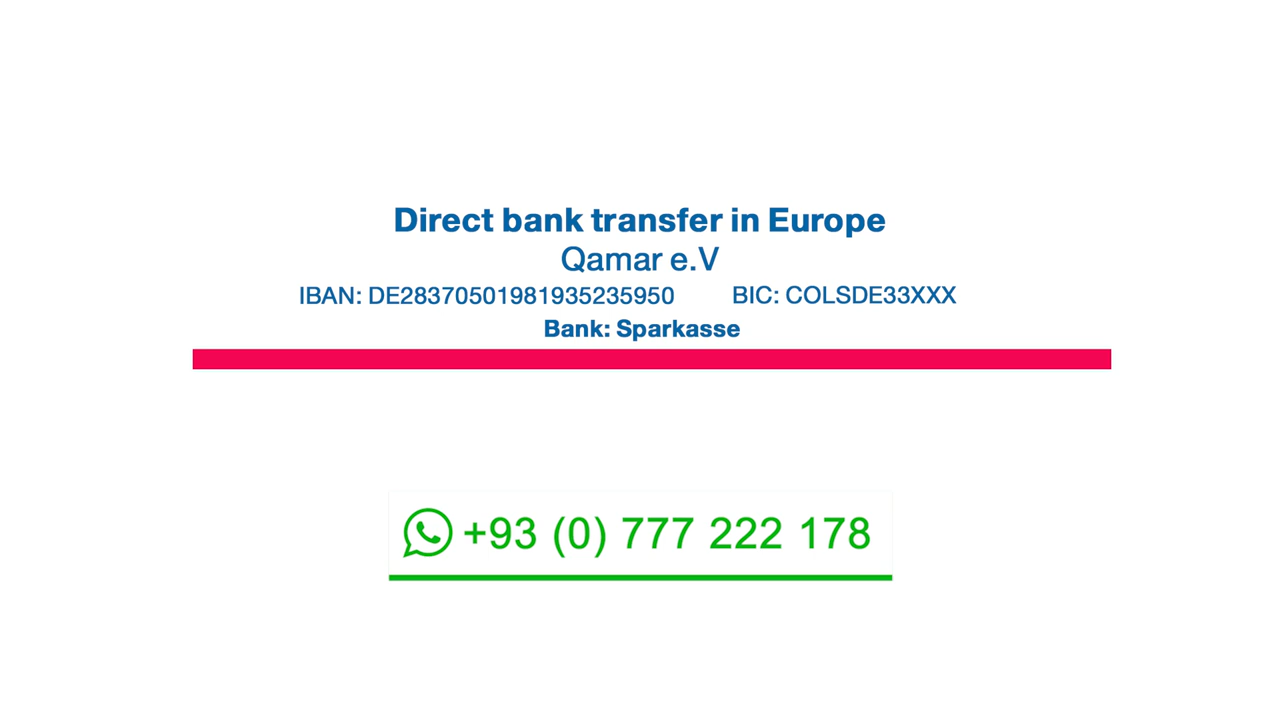 Direct bank transfer in Europe
Qamar e.V
IBAN: DE28370501981935235950 BIC: COLSDE33XXX
Bank: Sparkasse
+93 (0) 777 222 178